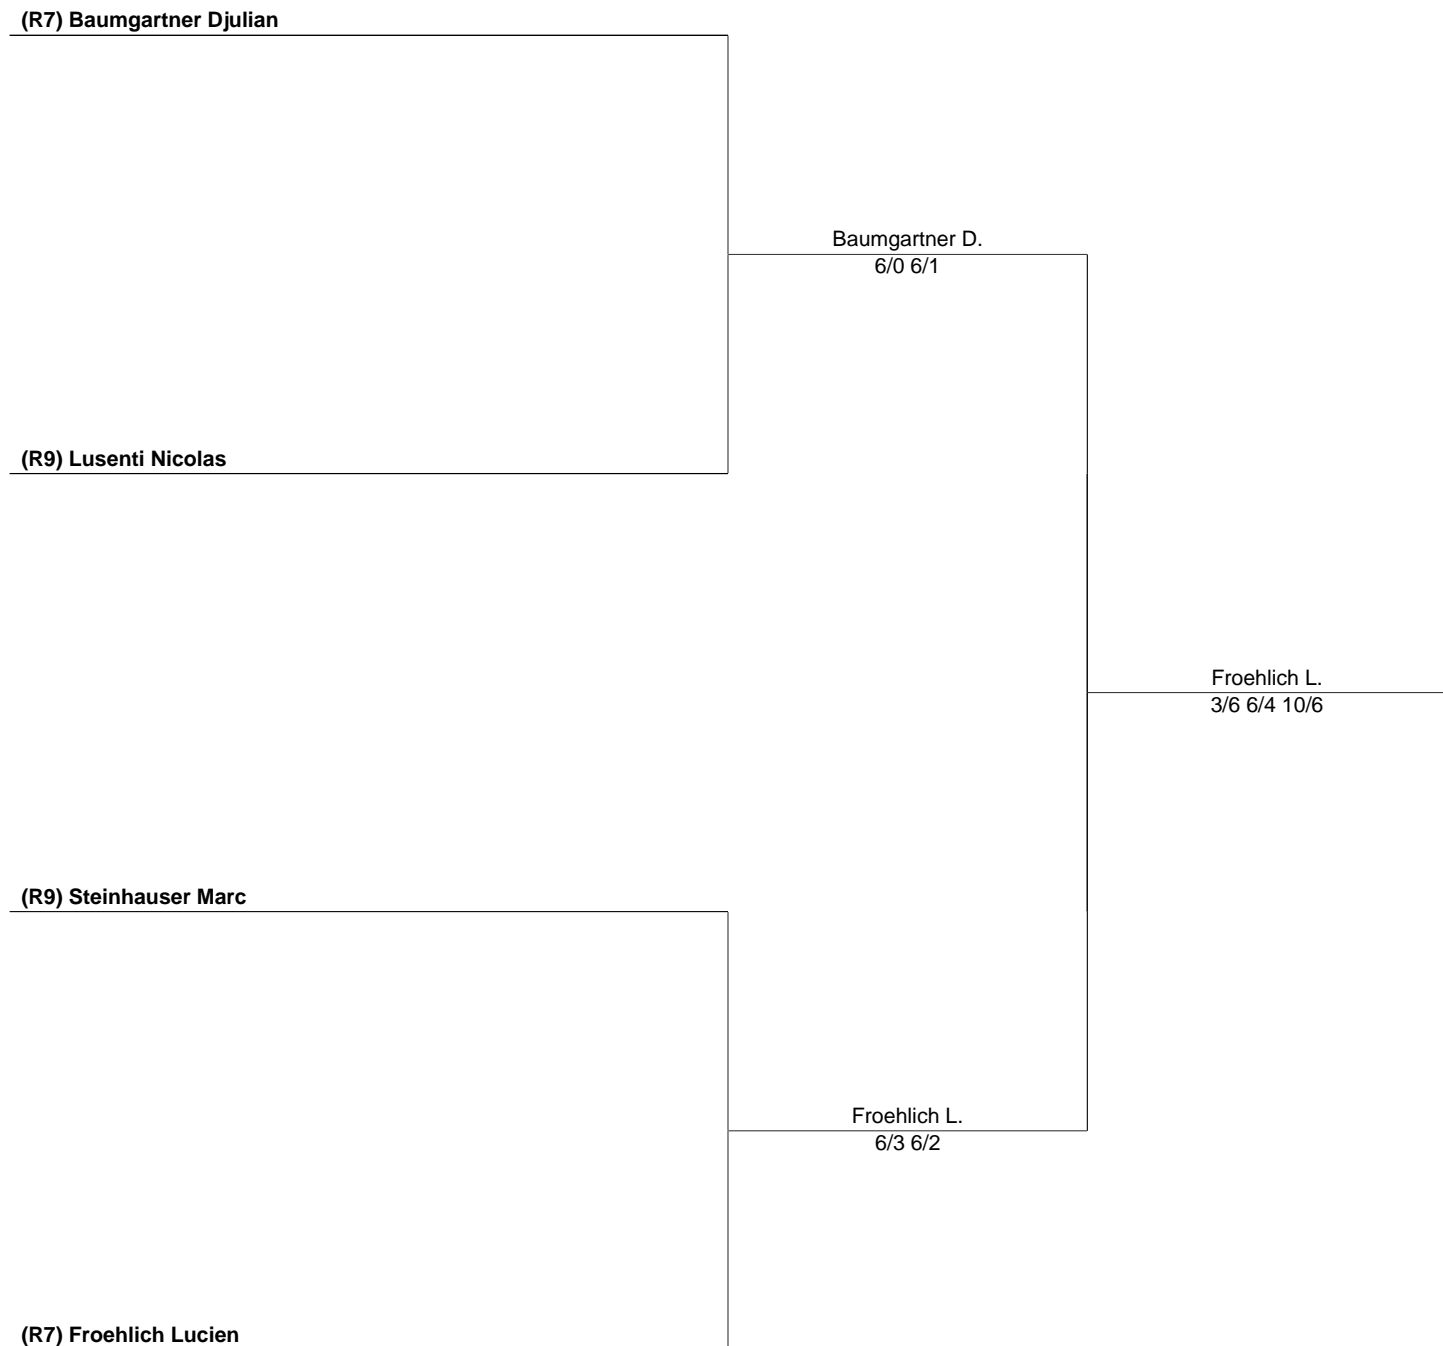 (R7) Baumgartner Djulian
Baumgartner D.
6/0 6/1
(R9) Lusenti Nicolas
Froehlich L.
3/6 6/4 10/6
(R9) Steinhauser Marc
Froehlich L.
6/3 6/2
(R7) Froehlich Lucien